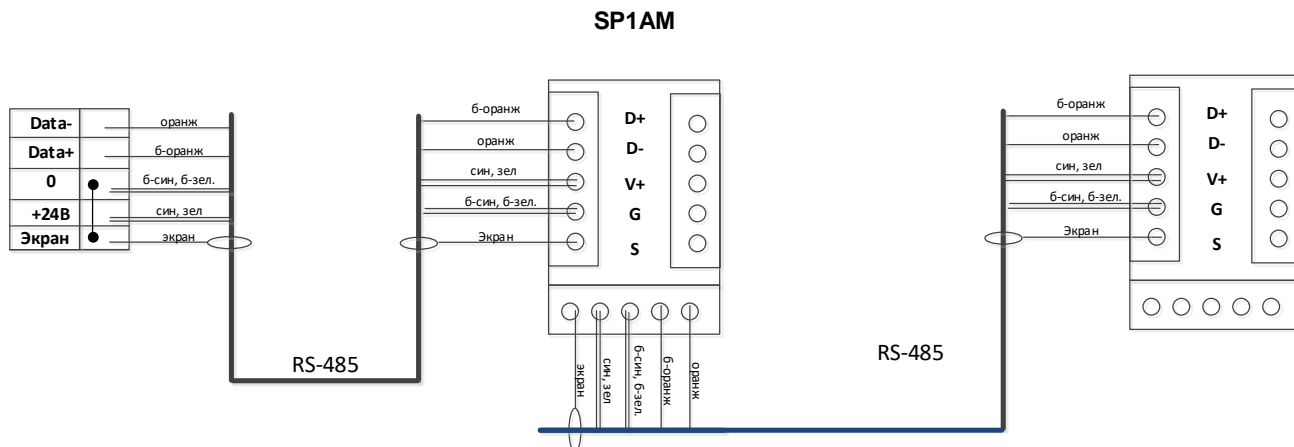 SP1AM
Data-
оранж
Data+
б-оранж
0
б-син, б-зел.
+24В
син, зел
Экран
экран
RS-485
б-оранж
D+
оранж
D-
син, зел
V+
б-син, б-зел.
G
Экран
S
экран
син, зел
б-син, б-зел.
б-оранж
оранж
RS-485
б-оранж
D+
оранж
D-
син, зел
V+
б-син, б-зел.
G
Экран
S